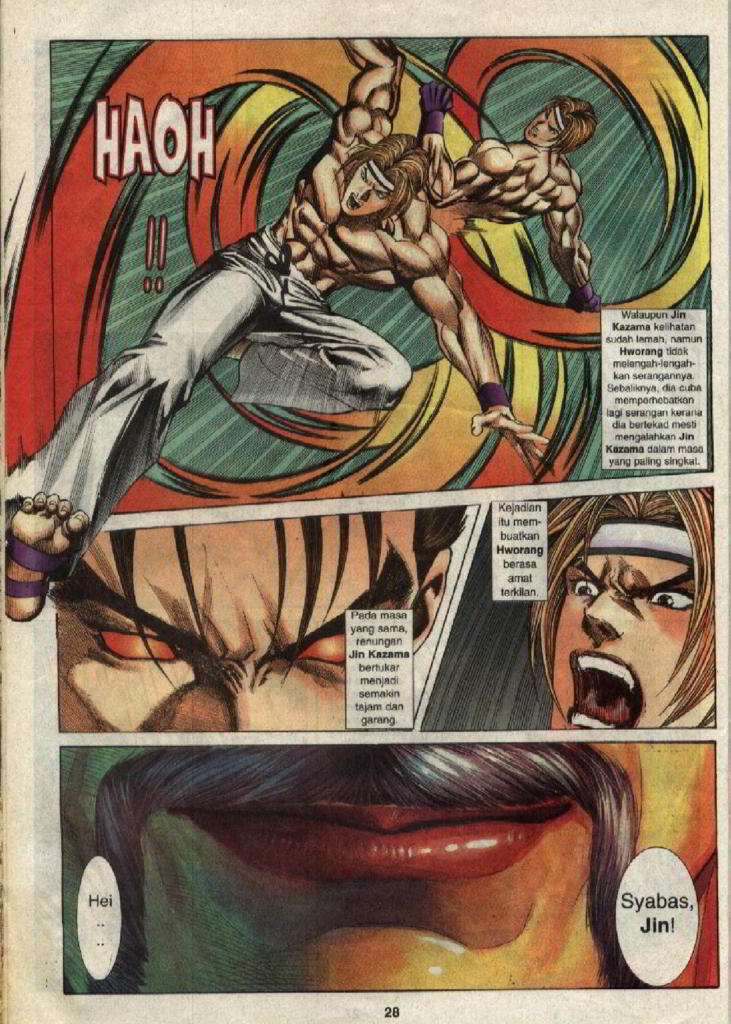 HAOH
!!
Walaupun Jin
Kazama kelihatan
sudah lemah, namun
Hworang tidak
melengah-lengah-
kan serangannya.
Sebaliknya, dia cuba
memperhebatkan
lagi serangan kerana
dia bertekad mesti
mengalahkan Jin
Kazama dalam masa
yang paling singkat.
Kejadian
itu mem-
buatkan
Hworang
berasa
amat
terkilan.
Pada masa
yang sama,
renungan
Jin Kazama
bertukar
menjadi
semakin
tajam dan
garang.
Hei
..
..
Syabas,
Jin!
28